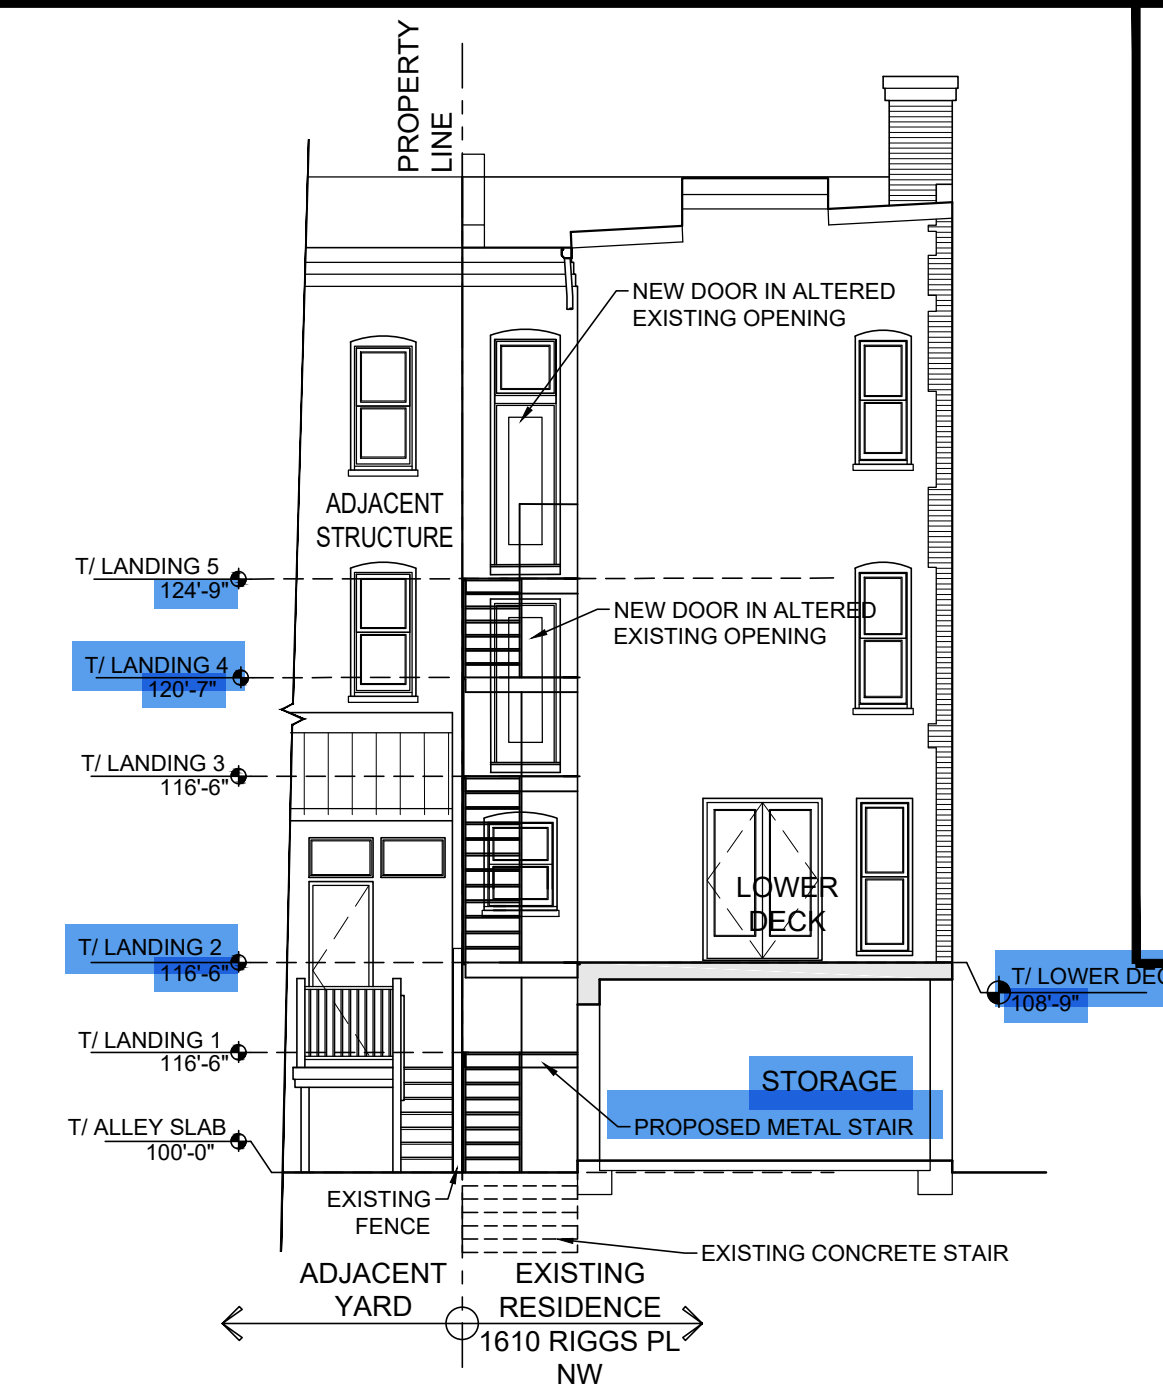 PROPERTY
LINE
NEW DOOR IN ALTERED
EXISTING OPENING
ADJACENT
STRUCTURE
T/ LANDING 5
124'-9"
NEW DOOR IN ALTERED
EXISTING OPENING
T/ LANDING 4
120'-7"
T/ LANDING 3
116'-6"
LOWER
DECK
T/ LANDING 2
116'-6"
T/ LOWER DEC
108'-9"
T/ LANDING 1
116'-6"
STORAGE
PROPOSED METAL STAIR
T/ ALLEY SLAB
100'-0"
EXISTING
FENCE
EXISTING CONCRETE STAIR
ADJACENT
YARD
EXISTING
RESIDENCE
1610 RIGGS PL
NW